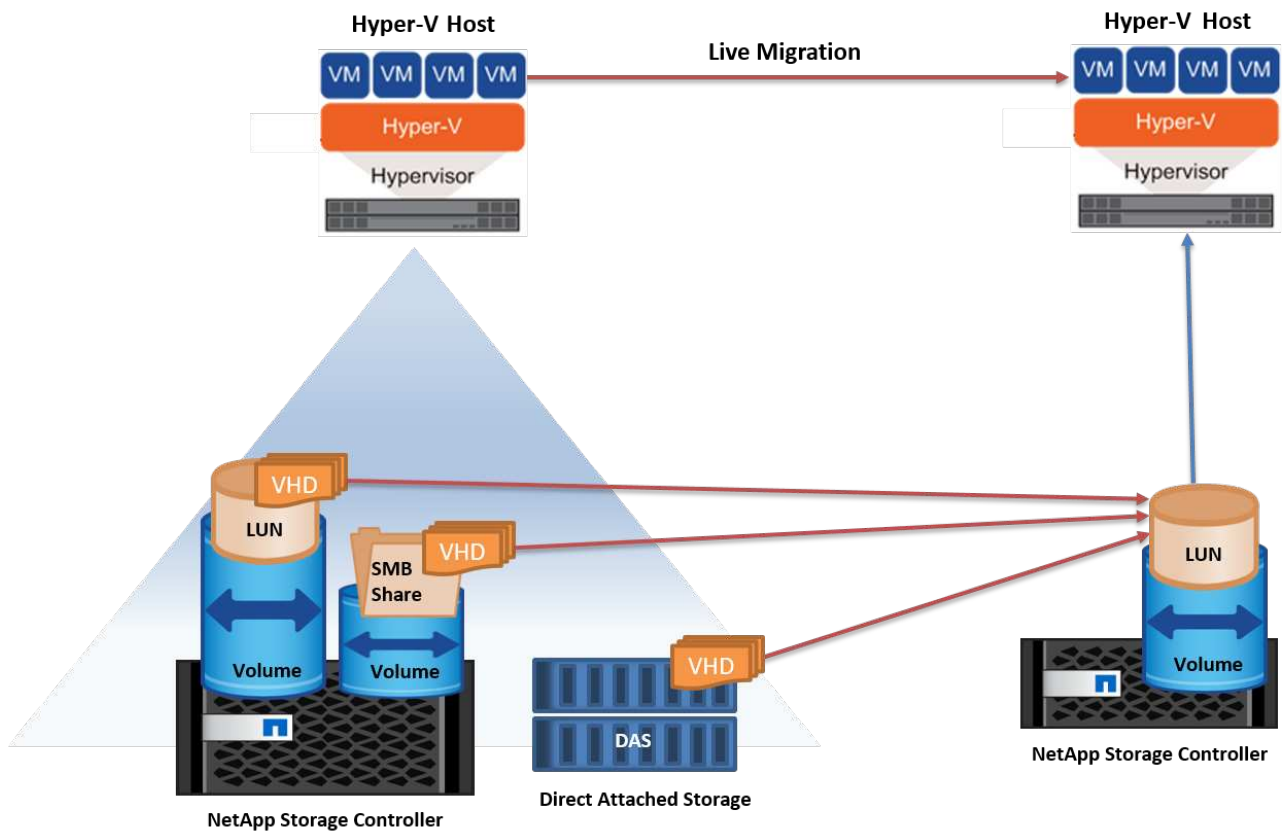 Hyper-V Host
Hyper-V Host
Live Migration
VM VM VM VM
VM VM VM VM
Hyper-V
Hyper-V
Hypervisor
Hypervisor
VHD
LUN
VHD
SMB
Share
LUN
VHD
Volume
Volume
Volume
DAS
NetApp Storage Controller
Direct Attached Storage
NetApp Storage Controller